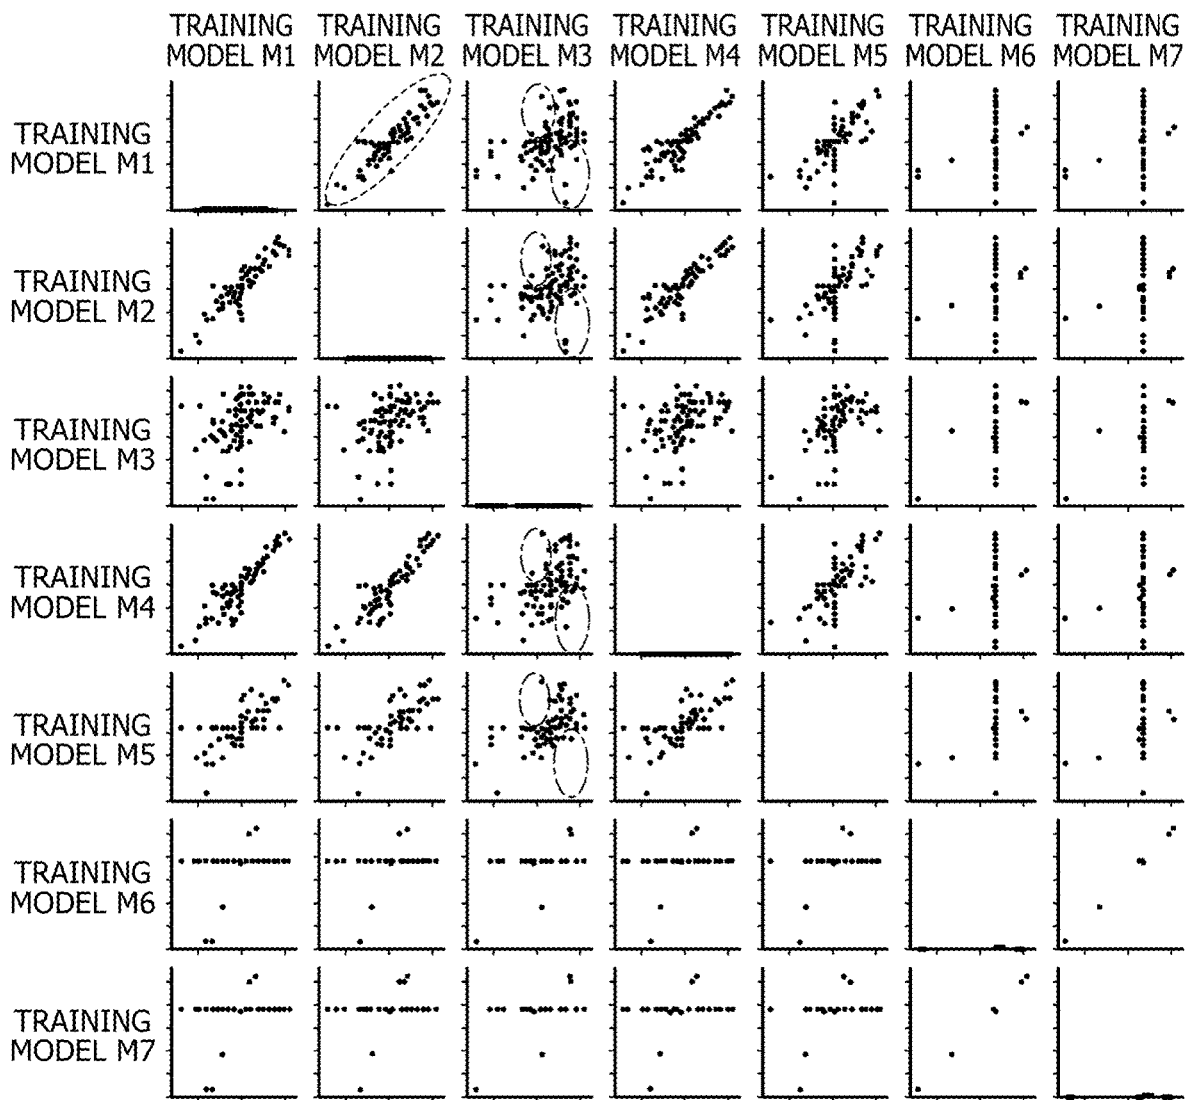 TRAINING TRAINING TRAINING TRAINING TRAINING TRAINING TRAINING
MODEL M1 MODEL M2 MODEL M3 MODEL M4 MODEL M5 MODEL M6 MODEL M7
TRAINING
MODEL M1
TRAINING
MODEL M2
TRAINING
MODEL M3
TRAINING
MODEL M4
TRAINING
MODEL M5
TRAINING
MODEL M6
TRAINING
MODEL M7